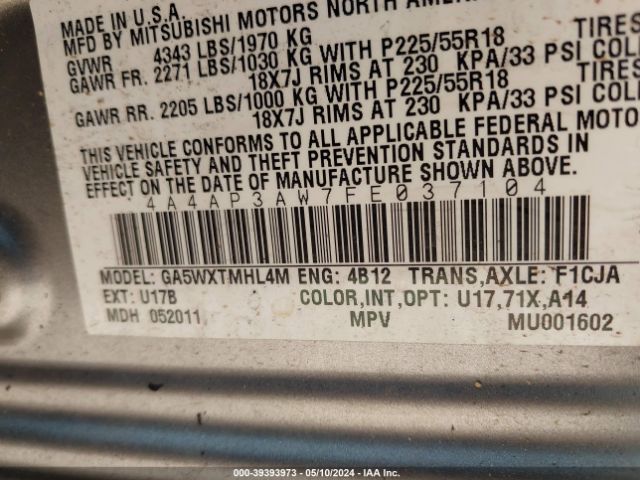 MADE IN U.S.A.
MFD BY MITSUBISHI MOTORS NORTH AMERI
GVWR 4343 LBS/1970 KG
GAWR FR. 2271 LBS/1030 KG WITH P225/55R18 TIRES
18X7J RIMS AT 230 KPA/33 PSI COL
GAWR RR. 2205 LBS/1000 KG WITH P225/55R18 TIRES
18X7J RIMS AT 230 KPA/33 PSI COL
THIS VEHICLE CONFORMS TO ALL APPLICABLE FEDERAL MOTO
VEHICLE SAFETY AND THEFT PREVENTION STANDARDS IN
EFFECT ON THE DATE OF MANUFACTURE SHOWN ABOVE.
4A4AP3AW7FE037104
MODEL: GA5WXTMHL4M ENG: 4B12 TRANS,AXLE: F1CJA
EXT: U17B COLOR,INT,OPT: U17,71X,A14
MDH 052011 MPV MU001602
000-39393973 - 05/10/2024 - IAA Inc.